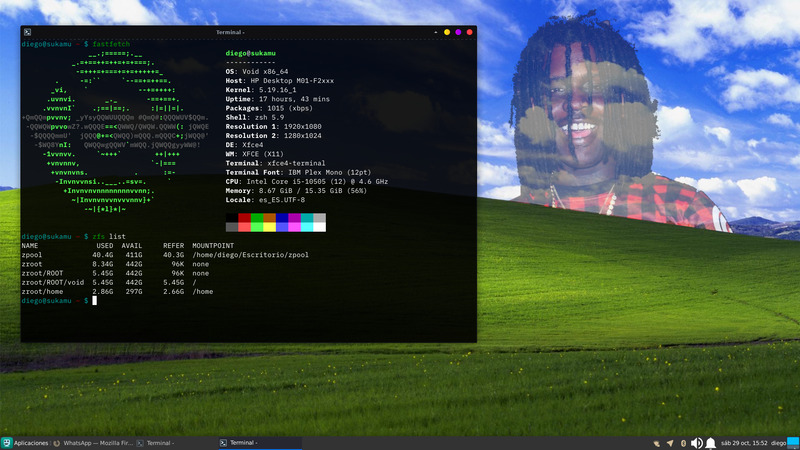 Terminal -
diego@sukamu ~ $ fastfetch
diego@sukamu
------------
OS: Void x86_64
Host: HP Desktop M01-F2xxx
Kernel: 5.19.16_1
Uptime: 17 hours, 43 mins
Packages: 1015 (xbps)
Shell: zsh 5.9
Resolution 1: 1920x1080
Resolution 2: 1280x1024
DE: Xfce4
WM: XFCE (X11)
Terminal: xfce4-terminal
Terminal Font: IBM Plex Mono (12pt)
CPU: Intel Core i5-10505 (12) @ 4.6 GHz
Memory: 8.67 GiB / 15.35 GiB (56%)
Locale: es_ES.UTF-8
diego@sukamu ~ $ zfs list
NAME USED AVAIL REFER MOUNTPOINT
zpool 40.4G 411G 40.3G /home/diego/Escritorio/zpool
zroot 8.34G 442G 96K none
zroot/ROOT 5.45G 442G 96K none
zroot/ROOT/void 5.45G 442G 5.45G /
zroot/home 2.86G 297G 2.66G /home
diego@sukamu ~ $
Aplicaciones WhatsApp — Mozilla Fir... Terminal - Terminal - sáb 29 oct, 15:52 diego